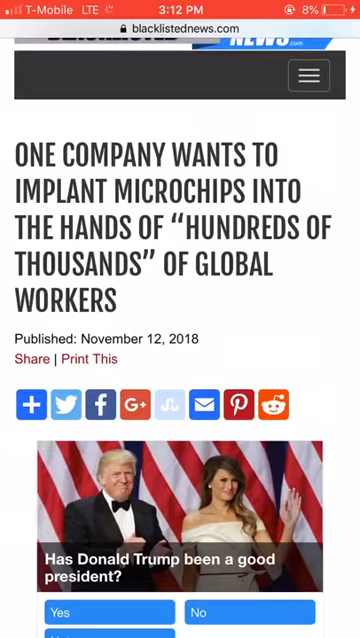 T-Mobile LTE 3:12 PM 8%
blacklistednews.com
NEWS.com
ONE COMPANY WANTS TO
IMPLANT MICROCHIPS INTO
THE HANDS OF “HUNDREDS OF
THOUSANDS” OF GLOBAL
WORKERS
Published: November 12, 2018
Share | Print This
G+
Has Donald Trump been a good
president?
Yes No